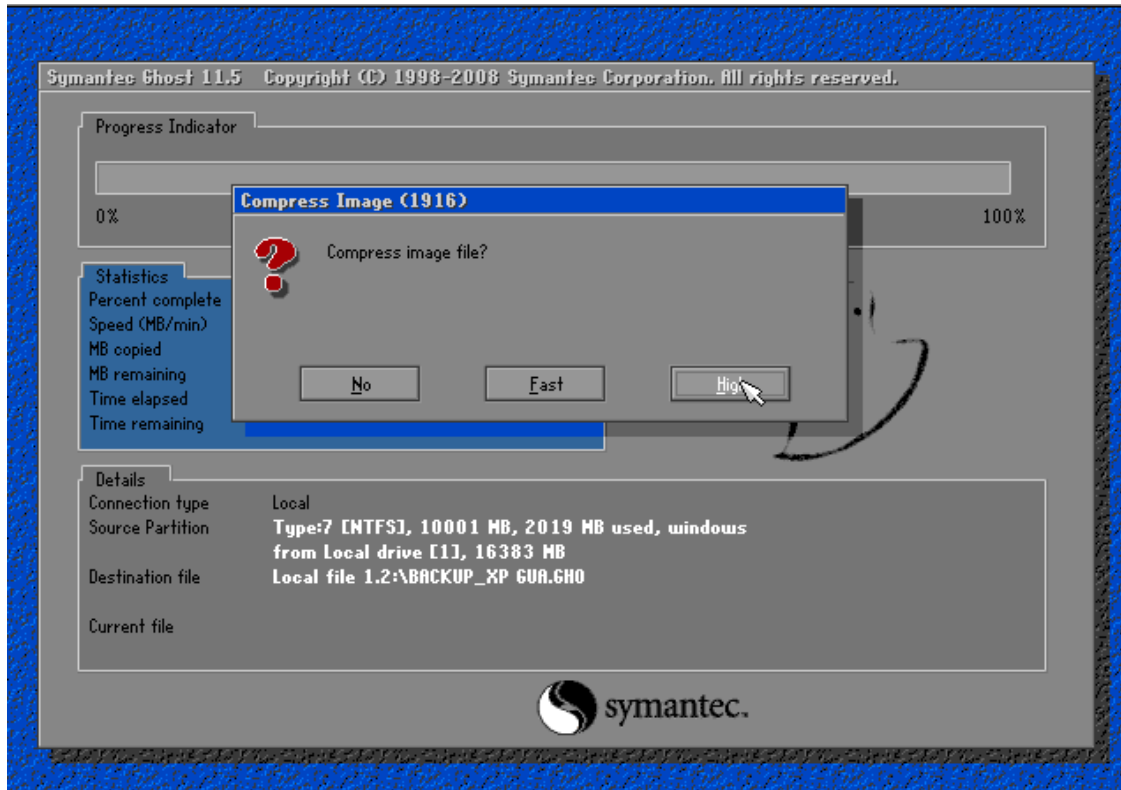 Symantec Ghost 11.5 Copyright (C) 1998-2008 Symantec Corporation. All rights reserved.
Progress Indicator
0%
100%
Compress Image (1916)
Compress image file?
No
Fast
High
Statistics
Percent complete
Speed (MB/min)
MB copied
MB remaining
Time elapsed
Time remaining
Details
Connection type Local
Source Partition Type:7 [NTFS], 10001 MB, 2019 MB used, windows
from Local drive [1], 16383 MB
Destination file Local file 1.2:\BACKUP_XP GUA.GHO
Current file
symantec.